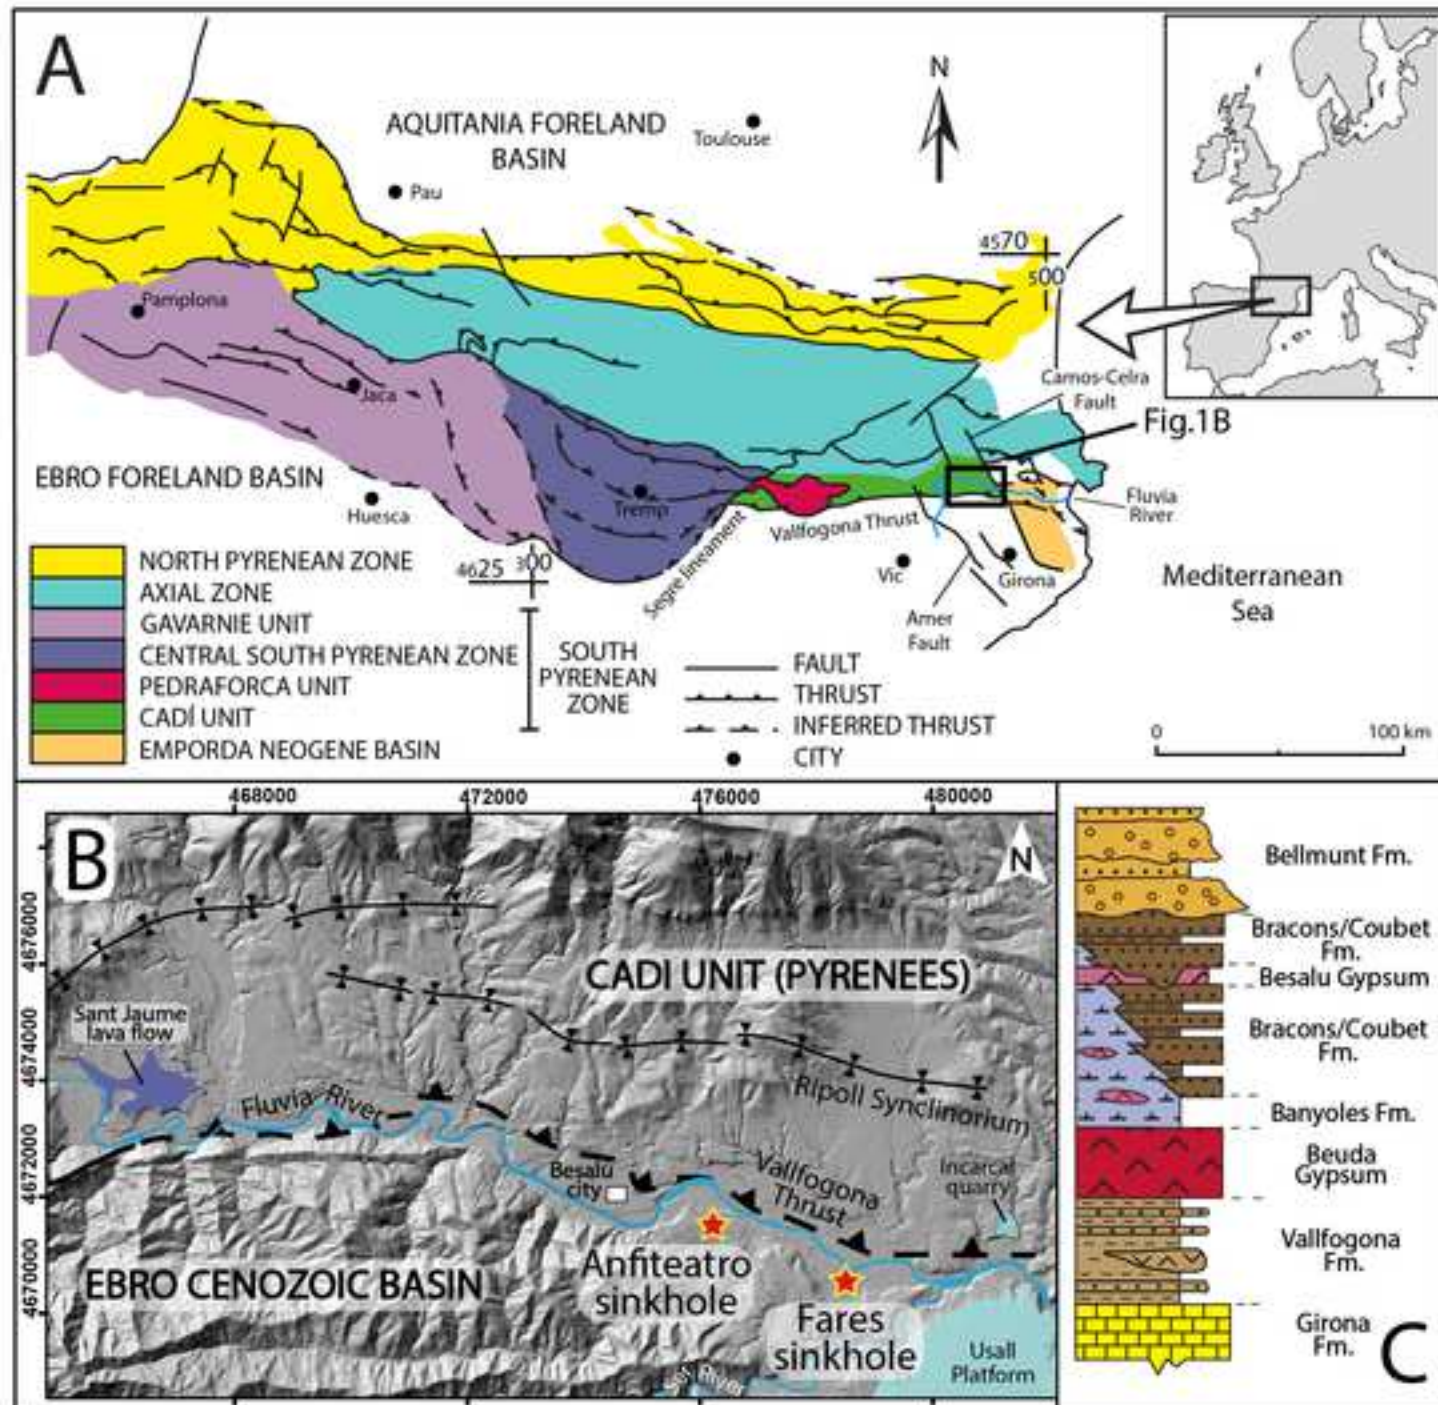 A
AQUITANIA FORELAND
BASIN
Toulouse
Pau
N
4570
500
Pamplona
Jaca
Camos-Celra
Fault
Fig.1B
EBRO FORELAND BASIN
Huesca
Tremp
Segre lineament
Vallfogona Thrust
Fluvia
River
Vic
Girona
Amer
Fault
Mediterranean
Sea
4625
300
NORTH PYRENEAN ZONE
AXIAL ZONE
GAVARNIE UNIT
CENTRAL SOUTH PYRENEAN ZONE
PEDRAFORCA UNIT
CADÍ UNIT
EMPORDA NEOGENE BASIN
SOUTH
PYRENEAN
ZONE
FAULT
THRUST
INFERRED THRUST
CITY
0
100 km
468000
472000
476000
480000
B
N
4676000
4674000
4672000
4670000
CADI UNIT (PYRENEES)
Sant Jaume
lava flow
Fluvia River
Ripoll Synclinorium
Besalu
city
Vallfogona
Thrust
Incarcal
quarry
EBRO CENOZOIC BASIN
Anfiteatro
sinkhole
Fares
sinkhole
Usall
Platform
River
Bellmunt Fm.
Bracons/Coubet
Fm.
Besalu Gypsum
Bracons/Coubet
Fm.
Banyoles Fm.
Beuda
Gypsum
Vallfogona
Fm.
Girona
Fm.
C